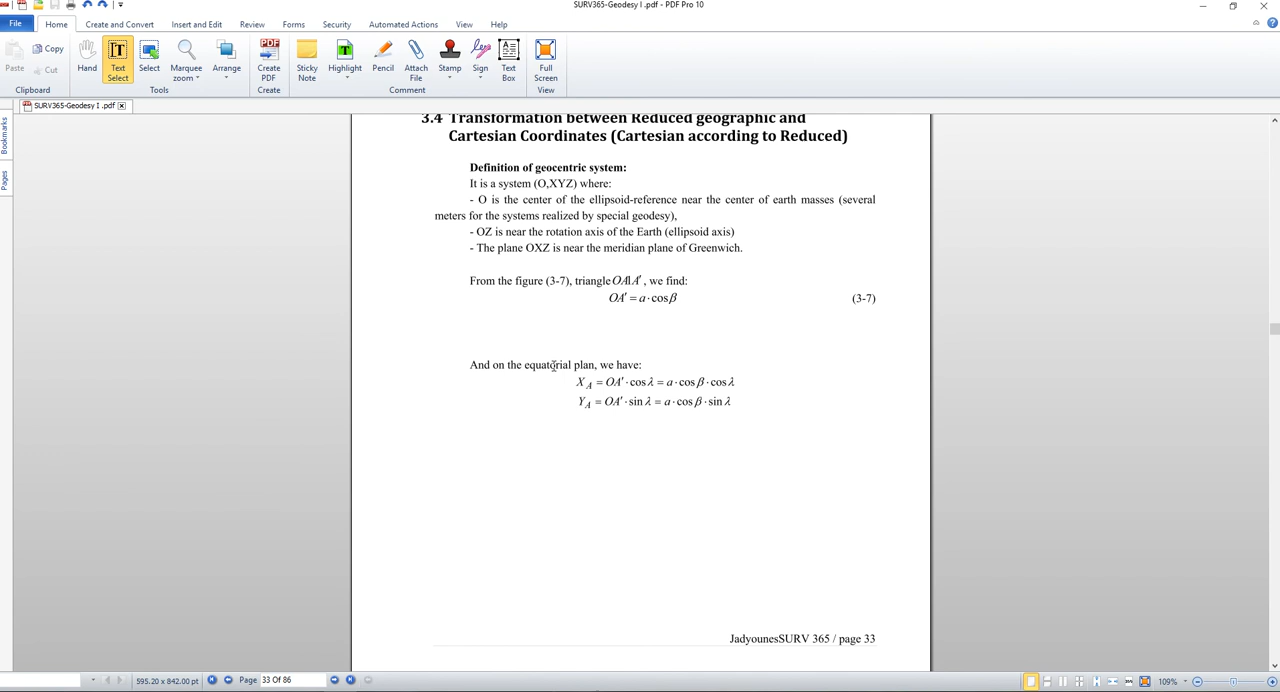 SURV365-Geodesy I .pdf - PDF Pro 10
File Home Create and Convert Insert and Edit Review Forms Security Automated Actions View Help
Paste Copy Cut
Hand Text Select Select Marquee zoom Arrange Create PDF Sticky Note Highlight Pencil Attach File Stamp Sign Text Box Full Screen
Clipboard Tools Create Comment View
SURV365-Geodesy I .pdf
Bookmarks
Pages
3.4 Transformation between Reduced geographic and
Cartesian Coordinates (Cartesian according to Reduced)
Definition of geocentric system:
It is a system (O,XYZ) where:
- O is the center of the ellipsoid-reference near the center of earth masses (several
meters for the systems realized by special geodesy),
- OZ is near the rotation axis of the Earth (ellipsoid axis)
- The plane OXZ is near the meridian plane of Greenwich.
From the figure (3-7), triangle OA1A′ , we find:
OA′ = a · cos β (3-7)
And on the equatorial plan, we have:
X_A = OA′ · cos λ = a · cos β · cos λ
Y_A = OA′ · sin λ = a · cos β · sin λ
JadyounesSURV 365 / page 33
595.20 x 842.00 pt Page 33 Of 86 109%